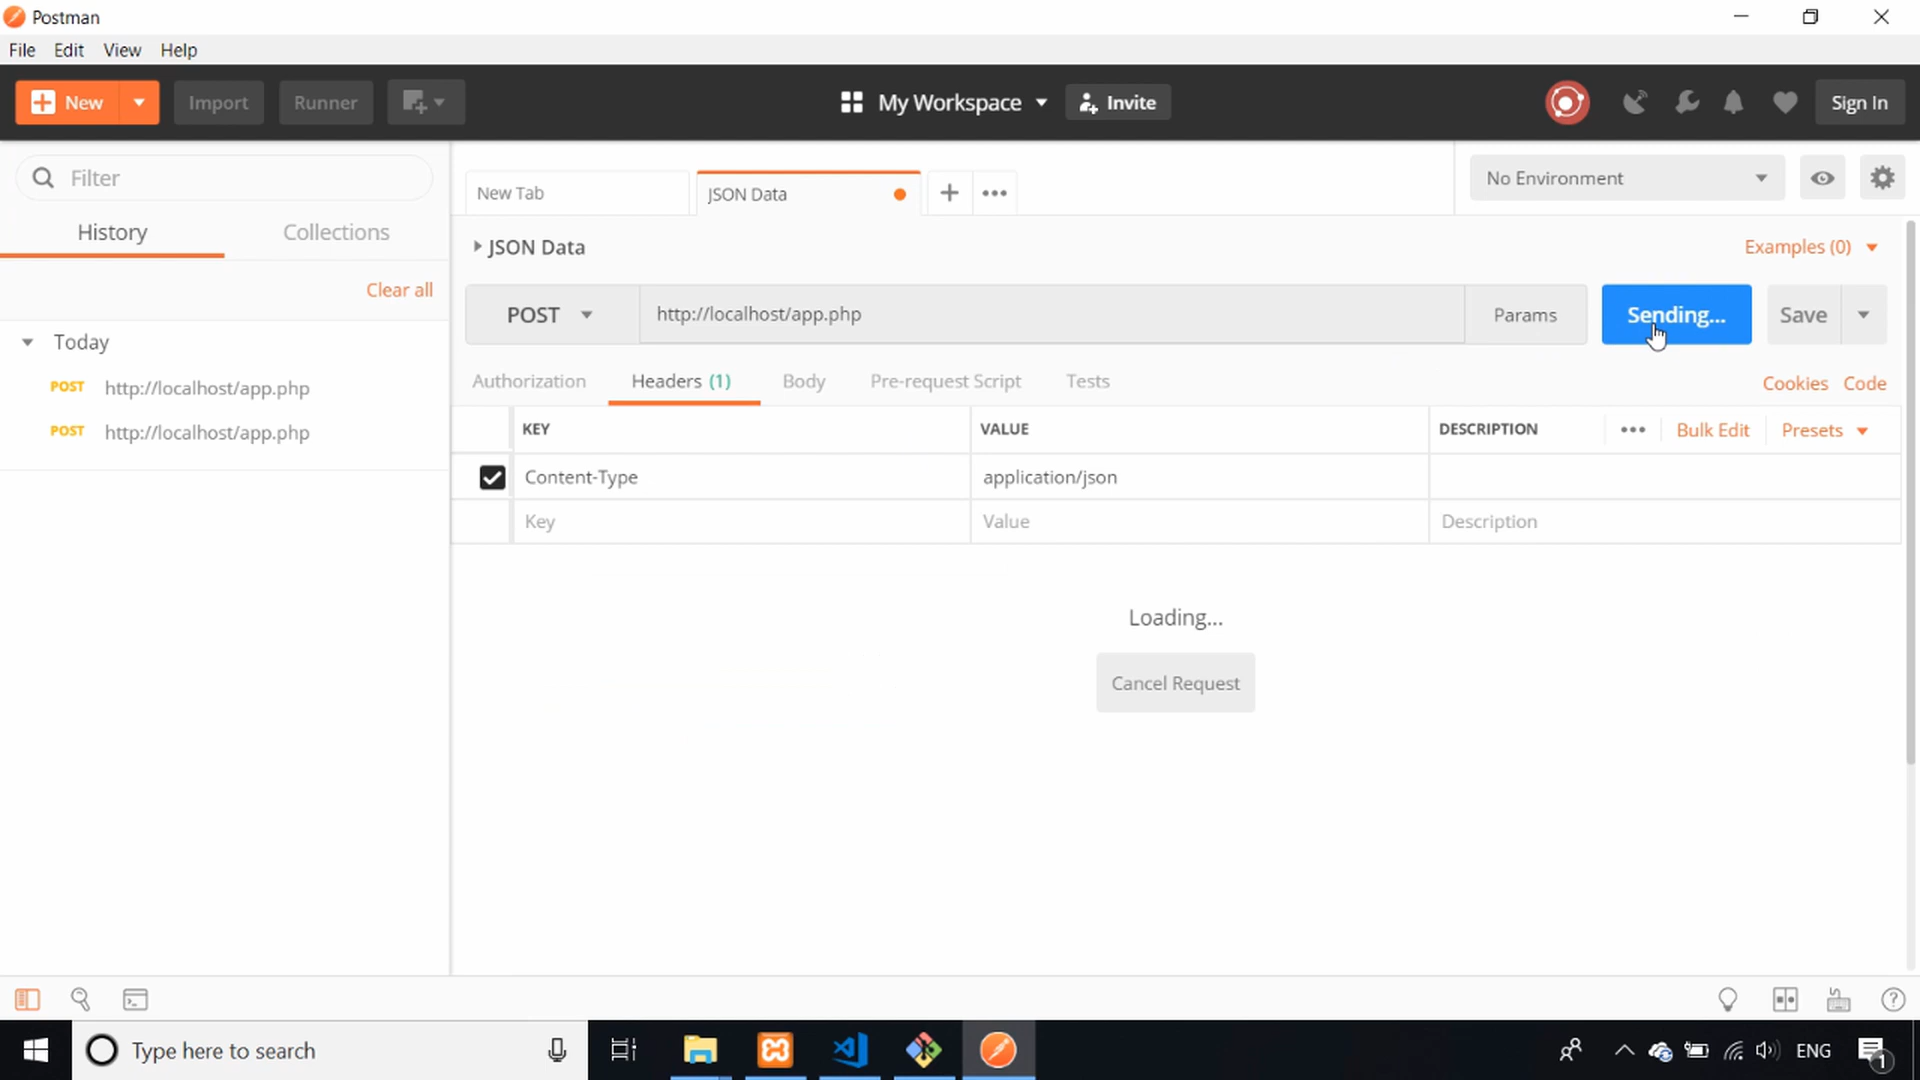 Postman
File Edit View Help
New Import Runner My Workspace Invite Sign In
Filter
History Collections
Clear all
Today
POST http://localhost/app.php
POST http://localhost/app.php
New Tab JSON Data ••• No Environment
JSON Data Examples (0)
POST http://localhost/app.php Params Sending... Save
Authorization Headers (1) Body Pre-request Script Tests Cookies Code
KEY VALUE DESCRIPTION ••• Bulk Edit Presets
Content-Type application/json
Key Value Description
Loading...
Cancel Request
Type here to search ENG 1